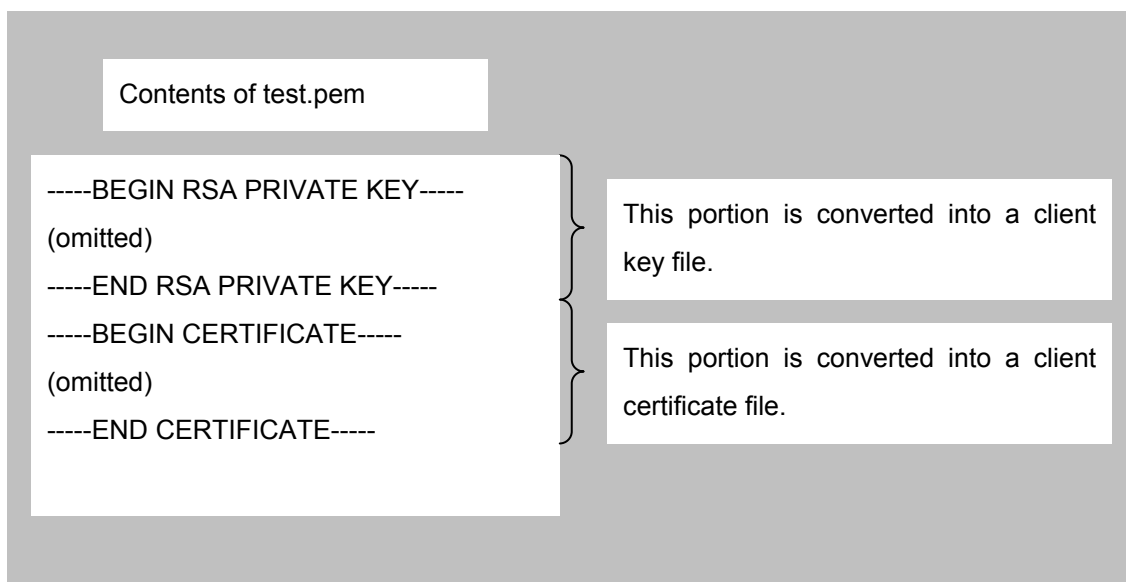 Contents of test.pem
-----BEGIN RSA PRIVATE KEY-----
(omitted)
-----END RSA PRIVATE KEY-----
-----BEGIN CERTIFICATE-----
(omitted)
-----END CERTIFICATE-----
This portion is converted into a client
key file.
This portion is converted into a client
certificate file.